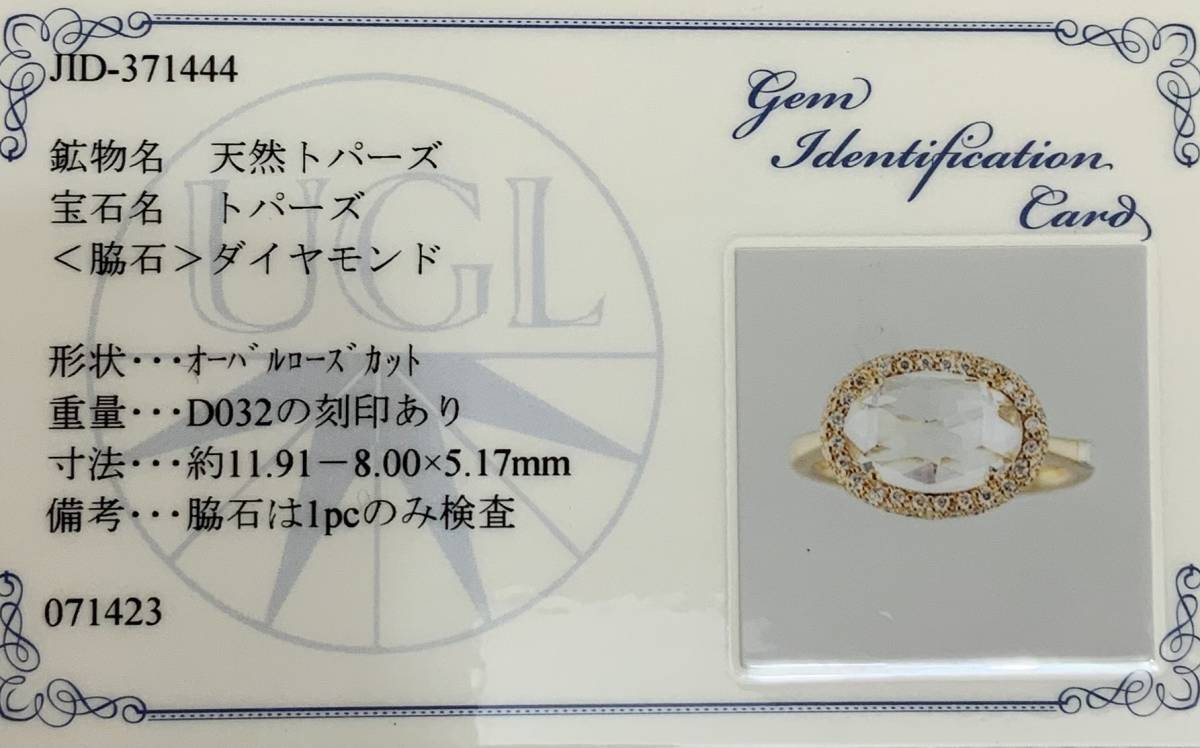 JID-371444
Gem
Identification
Card
鉱物名　天然トパーズ
宝石名　トパーズ
＜脇石＞ダイヤモンド
UGL
形状･･･ｵｰﾊﾞﾙﾛｰｽﾞｶｯﾄ
重量･･･D032の刻印あり
寸法･･･約11.91－8.00×5.17mm
備考･･･脇石は1pcのみ検査
071423